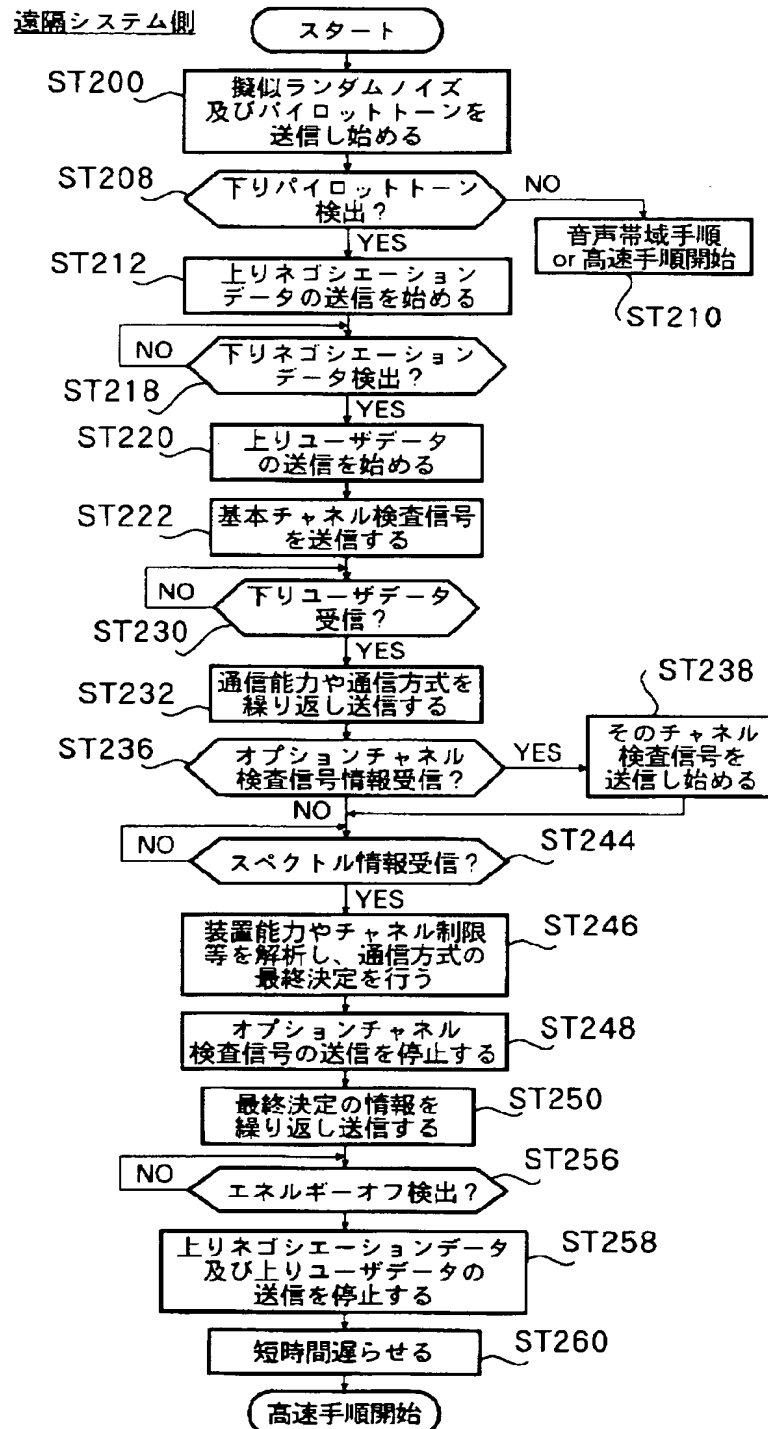 遠隔システム側
スタート
ST200
擬似ランダムノイズ
及びパイロットトーンを
送信し始める
ST208
下りパイロットトーン
検出?
NO
YES
音声帯域手順
or 高速手順開始
ST210
ST212
上りネゴシエーション
データの送信を始める
NO
下りネゴシエーション
データ検出?
ST218
YES
ST220
上りユーザデータ
の送信を始める
ST222
基本チャネル検査信号
を送信する
NO
下りユーザデータ
受信?
ST230
YES
ST232
通信能力や通信方式を
繰り返し送信する
ST236
オプションチャネル
検査信号情報受信?
YES
ST238
そのチャネル
検査信号を
送信し始める
NO
NO
スペクトル情報受信?
ST244
YES
装置能力やチャネル制限
等を解析し、通信方式の
最終決定を行う
ST246
オプションチャネル
検査信号の送信を停止する
ST248
最終決定の情報を
繰り返し送信する
ST250
NO
エネルギーオフ検出?
ST256
上りネゴシエーションデータ
及び上りユーザデータの
送信を停止する
ST258
短時間遅らせる
ST260
高速手順開始